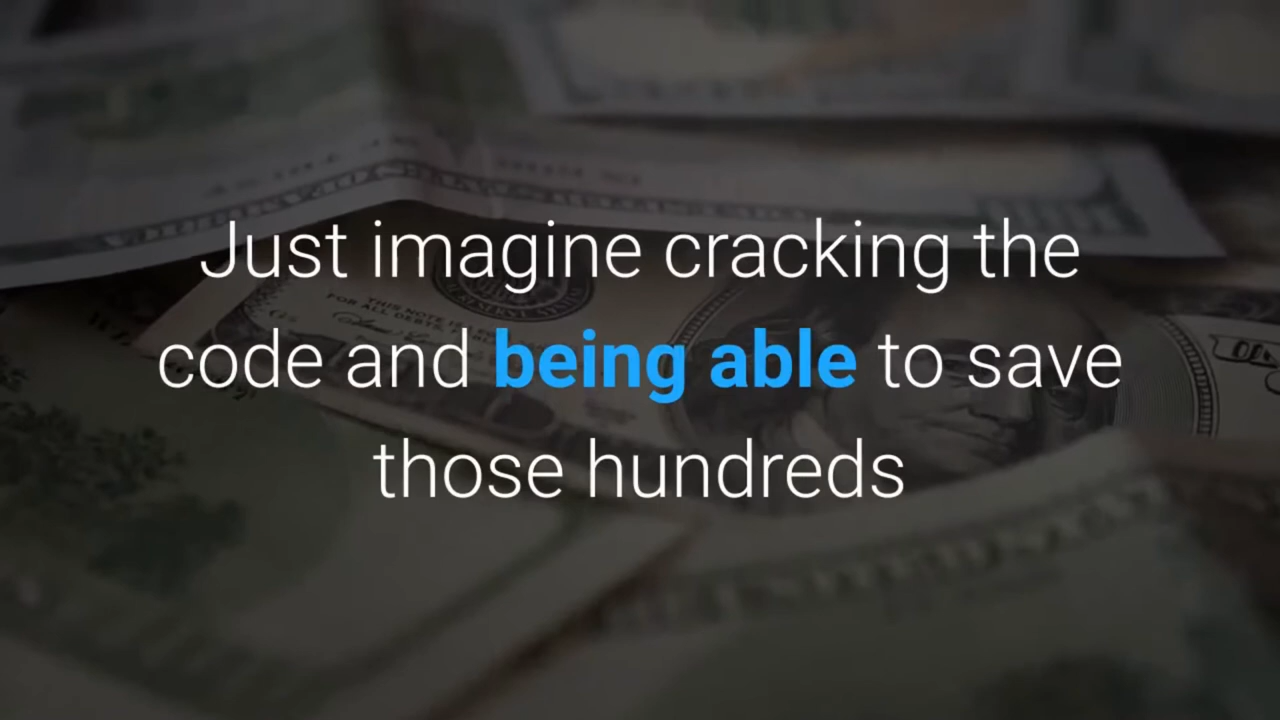 Just imagine cracking the
code and being able to save
those hundreds